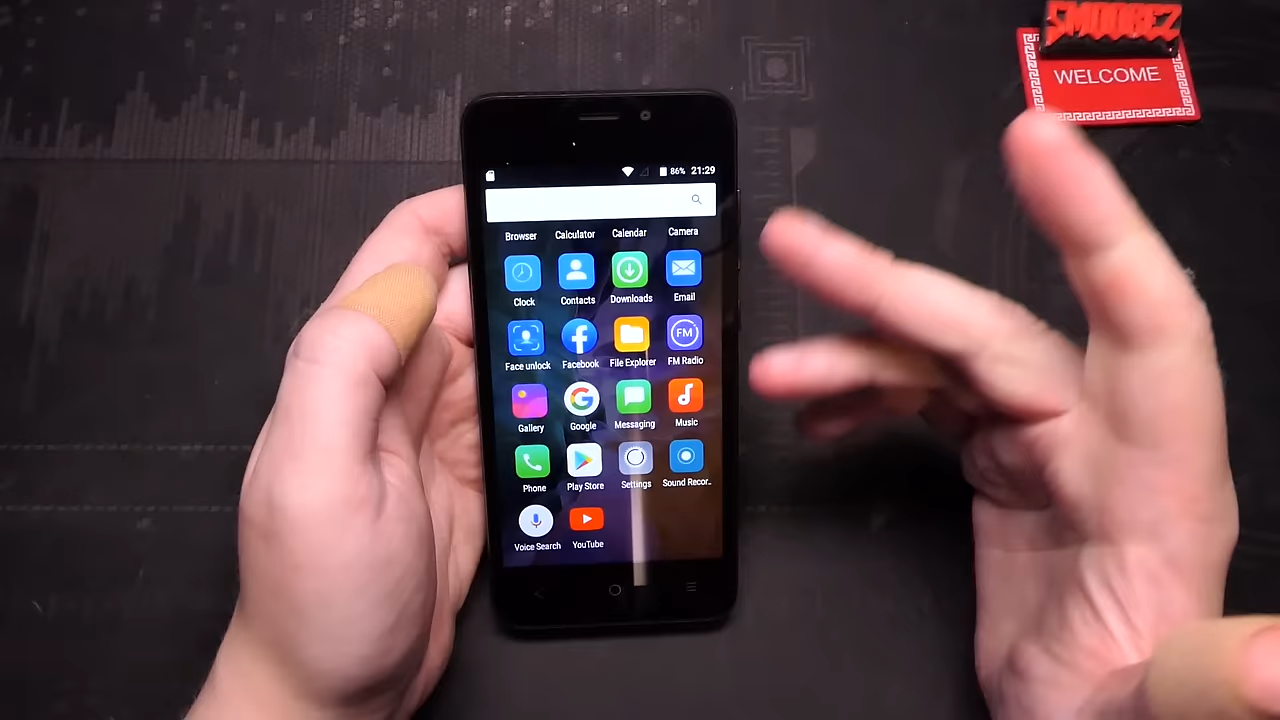 SMOOBEZ
WELCOME
86% 21:29
Browser Calculator Calendar Camera
Clock Contacts Downloads Email
FM
Face unlock Facebook File Explorer FM Radio
Gallery Google Messaging Music
Phone Play Store Settings Sound Recor..
Voice Search YouTube